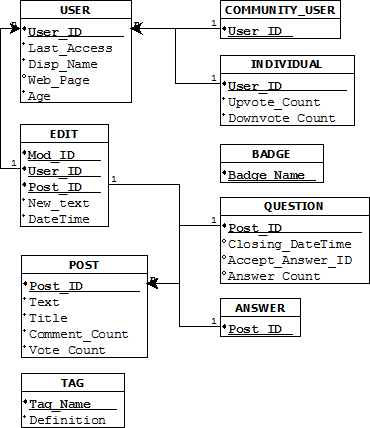 USER
User_ID
Last_Access
Disp_Name
Web_Page
Age
COMMUNITY_USER
User_ID
1
INDIVIDUAL
User_ID
Upvote_Count
Downvote_Count
1
EDIT
Mod_ID
User_ID
Post_ID
New_text
DateTime
1
1
BADGE
Badge_Name
QUESTION
Post_ID
Closing_DateTime
Accept_Answer_ID
Answer_Count
1
POST
Post_ID
Text
Title
Comment_Count
Vote_Count
ANSWER
Post_ID
1
TAG
Tag_Name
Definition